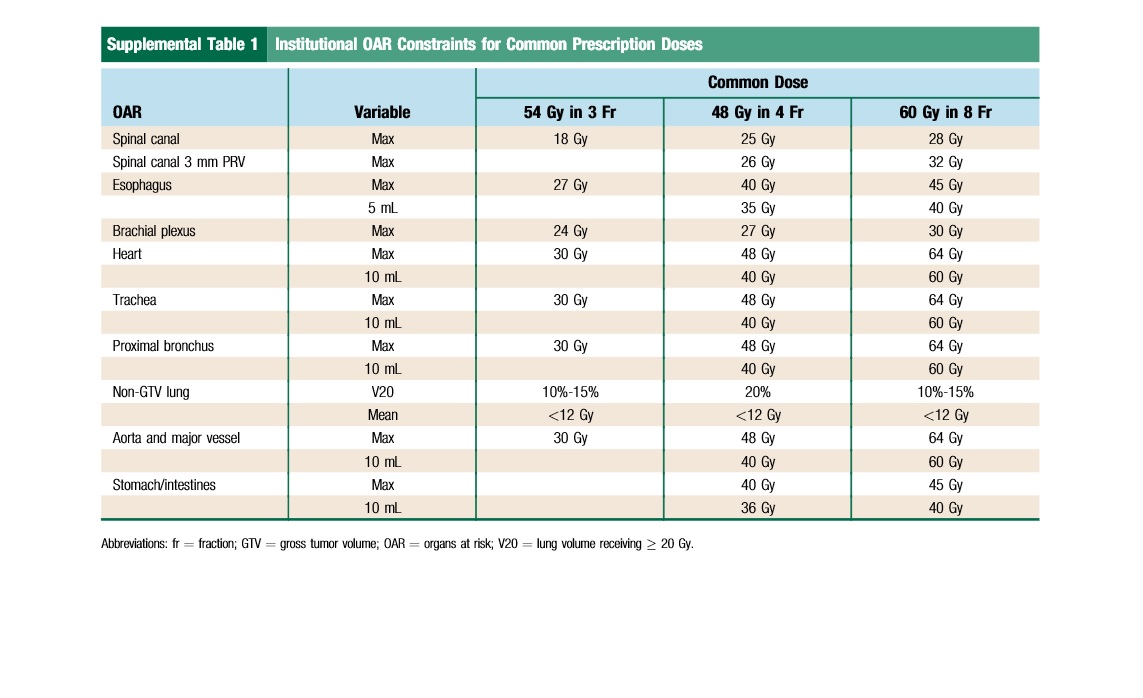 Supplemental Table 1 Institutional OAR Constraints for Common Prescription Doses
Common Dose
OAR Variable 54 Gy in 3 Fr 48 Gy in 4 Fr 60 Gy in 8 Fr
Spinal canal Max 18 Gy 25 Gy 28 Gy
Spinal canal 3 mm PRV Max 26 Gy 32 Gy
Esophagus Max 27 Gy 40 Gy 45 Gy
5 mL 35 Gy 40 Gy
Brachial plexus Max 24 Gy 27 Gy 30 Gy
Heart Max 30 Gy 48 Gy 64 Gy
10 mL 40 Gy 60 Gy
Trachea Max 30 Gy 48 Gy 64 Gy
10 mL 40 Gy 60 Gy
Proximal bronchus Max 30 Gy 48 Gy 64 Gy
10 mL 40 Gy 60 Gy
Non-GTV lung V20 10%-15% 20% 10%-15%
Mean <12 Gy <12 Gy <12 Gy
Aorta and major vessel Max 30 Gy 48 Gy 64 Gy
10 mL 40 Gy 60 Gy
Stomach/intestines Max 40 Gy 45 Gy
10 mL 36 Gy 40 Gy
Abbreviations: fr = fraction; GTV = gross tumor volume; OAR = organs at risk; V20 = lung volume receiving ≥ 20 Gy.